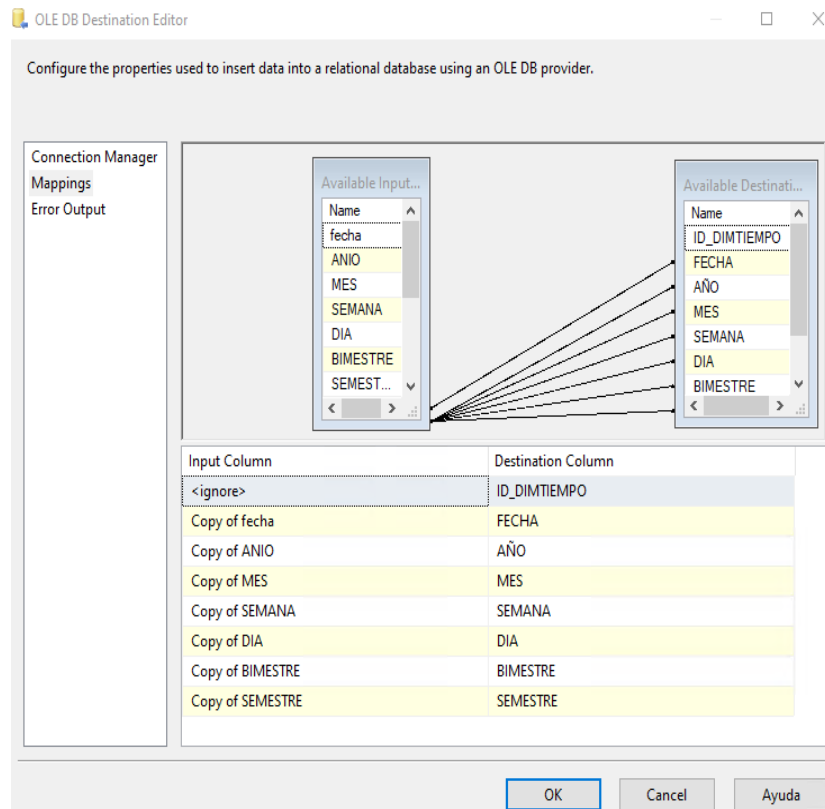 OLE DB Destination Editor
Configure the properties used to insert data into a relational database using an OLE DB provider.
Connection Manager
Mappings
Error Output
Available Input...
Name
fecha
ANIO
MES
SEMANA
DIA
BIMESTRE
SEMEST...
Available Destinati...
Name
ID_DIMTIEMPO
FECHA
AÑO
MES
SEMANA
DIA
BIMESTRE
Input Column Destination Column
<ignore> ID_DIMTIEMPO
Copy of fecha FECHA
Copy of ANIO AÑO
Copy of MES MES
Copy of SEMANA SEMANA
Copy of DIA DIA
Copy of BIMESTRE BIMESTRE
Copy of SEMESTRE SEMESTRE
OK Cancel Ayuda